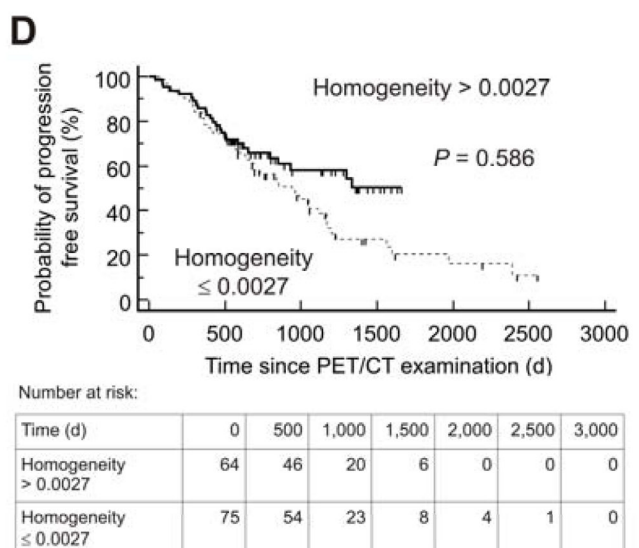 D
Probability of progression
free survival (%)
100
80
60
40
20
0
Homogeneity > 0.0027
P = 0.586
Homogeneity
≤ 0.0027
0 500 1000 1500 2000 2500 3000
Time since PET/CT examination (d)
Number at risk:
Time (d) 0 500 1,000 1,500 2,000 2,500 3,000
Homogeneity
> 0.0027 64 46 20 6 0 0 0
Homogeneity
≤ 0.0027 75 54 23 8 4 1 0